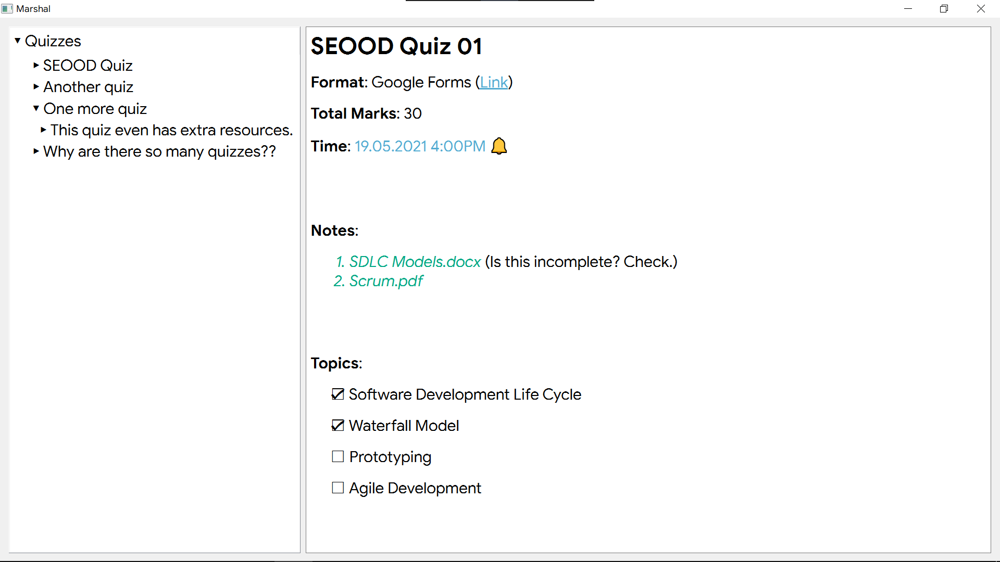 Marshal
Quizzes
SEOOD Quiz
Another quiz
One more quiz
This quiz even has extra resources.
Why are there so many quizzes??
SEOOD Quiz 01
Format: Google Forms (Link)
Total Marks: 30
Time: 19.05.2021 4:00PM 🔔
Notes:
1. SDLC Models.docx (Is this incomplete? Check.)
2. Scrum.pdf
Topics:
☑ Software Development Life Cycle
☑ Waterfall Model
☐ Prototyping
☐ Agile Development